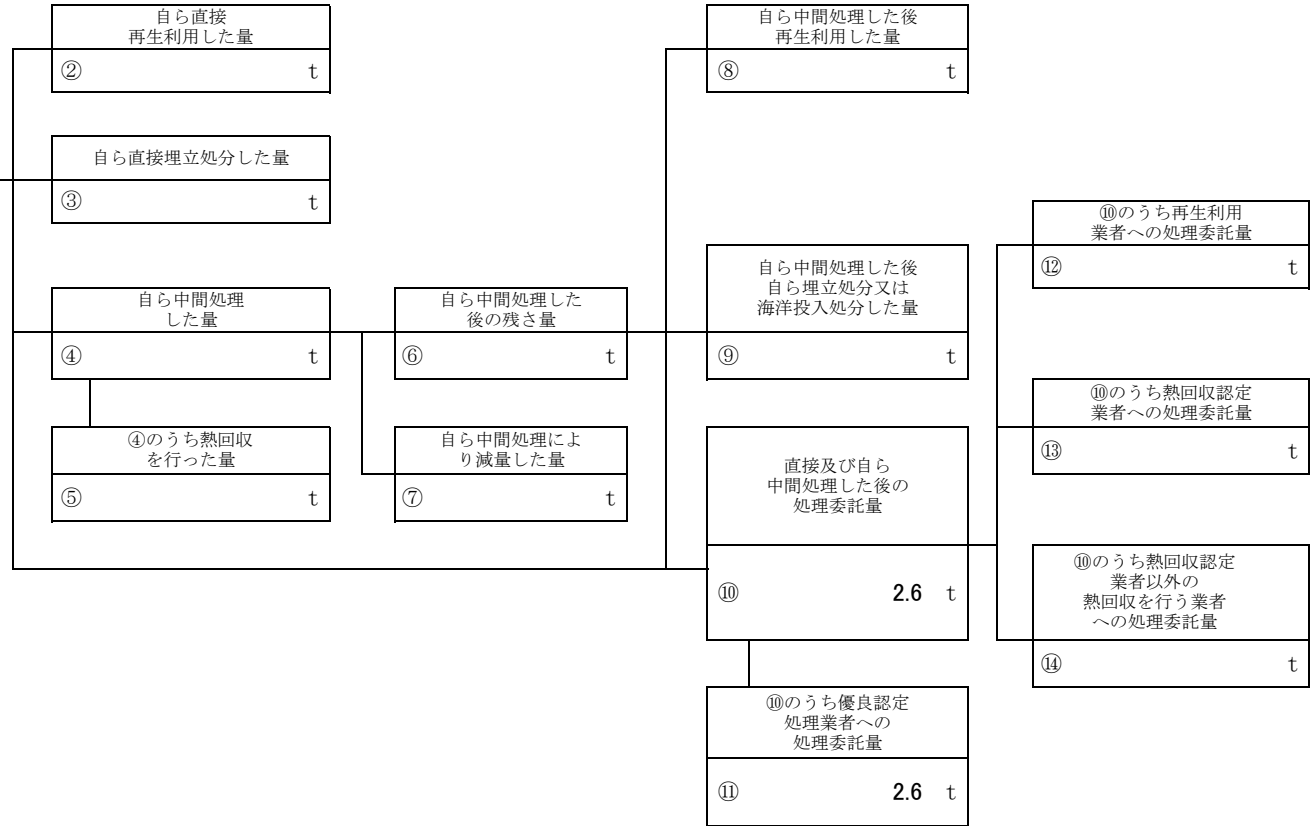 自ら直接
再生利用した量
② t
自ら直接埋立処分した量
③ t
自ら中間処理
した量
④ t
④のうち熱回収
を行った量
⑤ t
自ら中間処理した
後の残さ量
⑥ t
自ら中間処理によ
り減量した量
⑦ t
自ら中間処理した後
再生利用した量
⑧ t
自ら中間処理した後
自ら埋立処分又は
海洋投入処分した量
⑨ t
直接及び自ら
中間処理した後の
処理委託量
⑩ 2.6 t
⑩のうち優良認定
処理業者への
処理委託量
⑪ 2.6 t
⑩のうち再生利用
業者への処理委託量
⑫ t
⑩のうち熱回収認定
業者への処理委託量
⑬ t
⑩のうち熱回収認定
業者以外の
熱回収を行う業者
への処理委託量
⑭ t